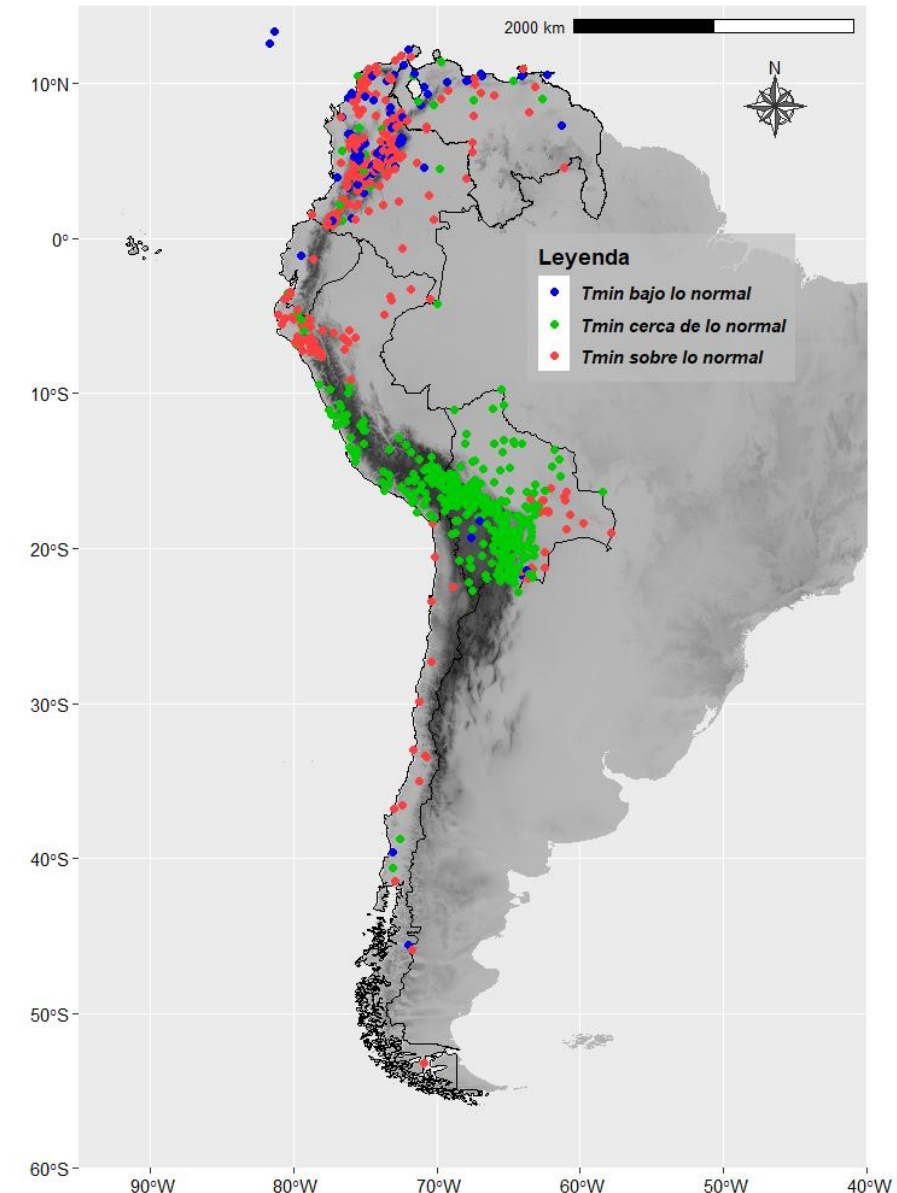 2000 km
N
10°N
0°
10°S
20°S
30°S
40°S
50°S
60°S
Leyenda
Tmin bajo lo normal
Tmin cerca de lo normal
Tmin sobre lo normal
90°W 80°W 70°W 60°W 50°W 40°W